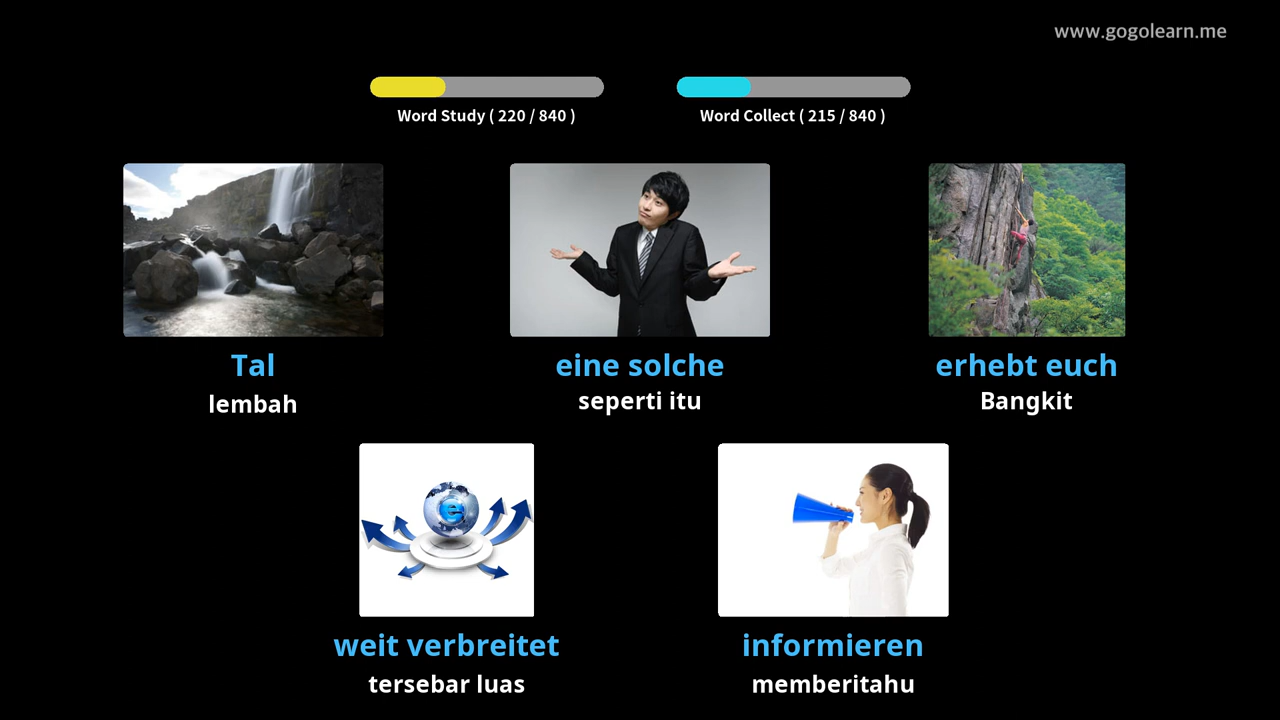 www.gogolearn.me
Word Study ( 220 / 840 )
Word Collect ( 215 / 840 )
Tal
lembah
eine solche
seperti itu
erhebt euch
Bangkit
e
weit verbreitet
tersebar luas
informieren
memberitahu